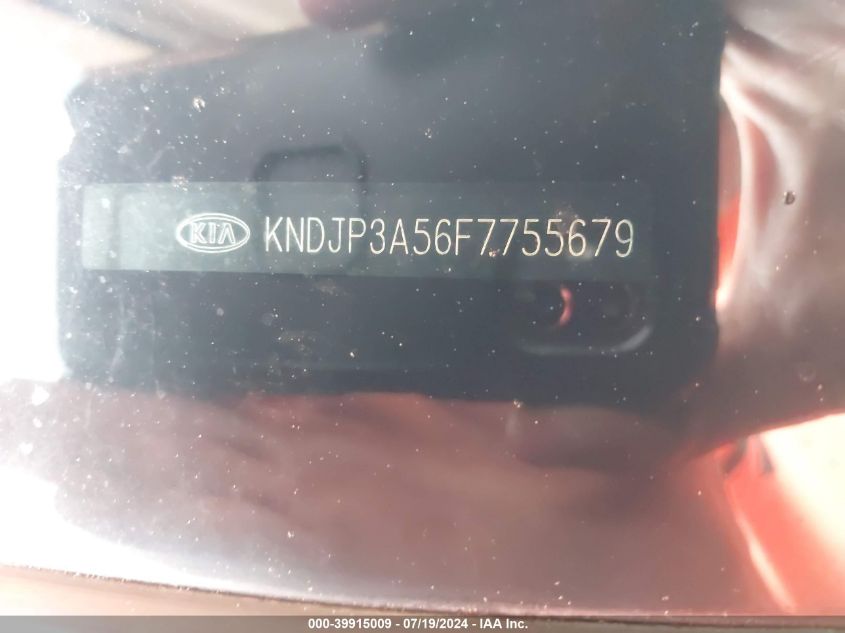 KIA KNDJP3A56F7755679
000-39915009 / 07/19/2024 - IAA Inc.